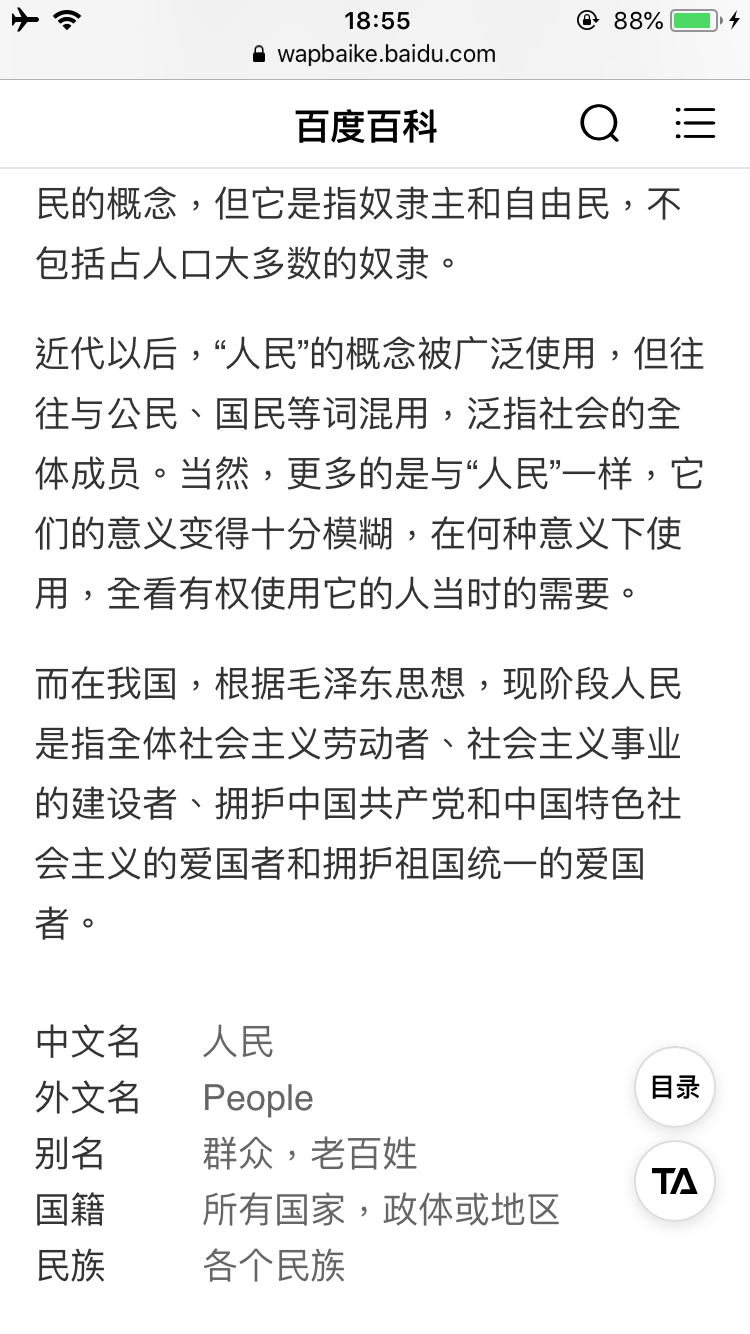 18:55
88%
wapbaike.baidu.com
百度百科
民的概念，但它是指奴隶主和自由民，不
包括占人口大多数的奴隶。
近代以后，“人民”的概念被广泛使用，但往
往与公民、国民等词混用，泛指社会的全
体成员。当然，更多的是与“人民”一样，它
们的意义变得十分模糊，在何种意义下使
用，全看有权使用它的人当时的需要。
而在我国，根据毛泽东思想，现阶段人民
是指全体社会主义劳动者、社会主义事业
的建设者、拥护中国共产党和中国特色社
会主义的爱国者和拥护祖国统一的爱国
者。
中文名 人民
外文名 People
别名 群众，老百姓
国籍 所有国家，政体或地区
民族 各个民族
目录
TA